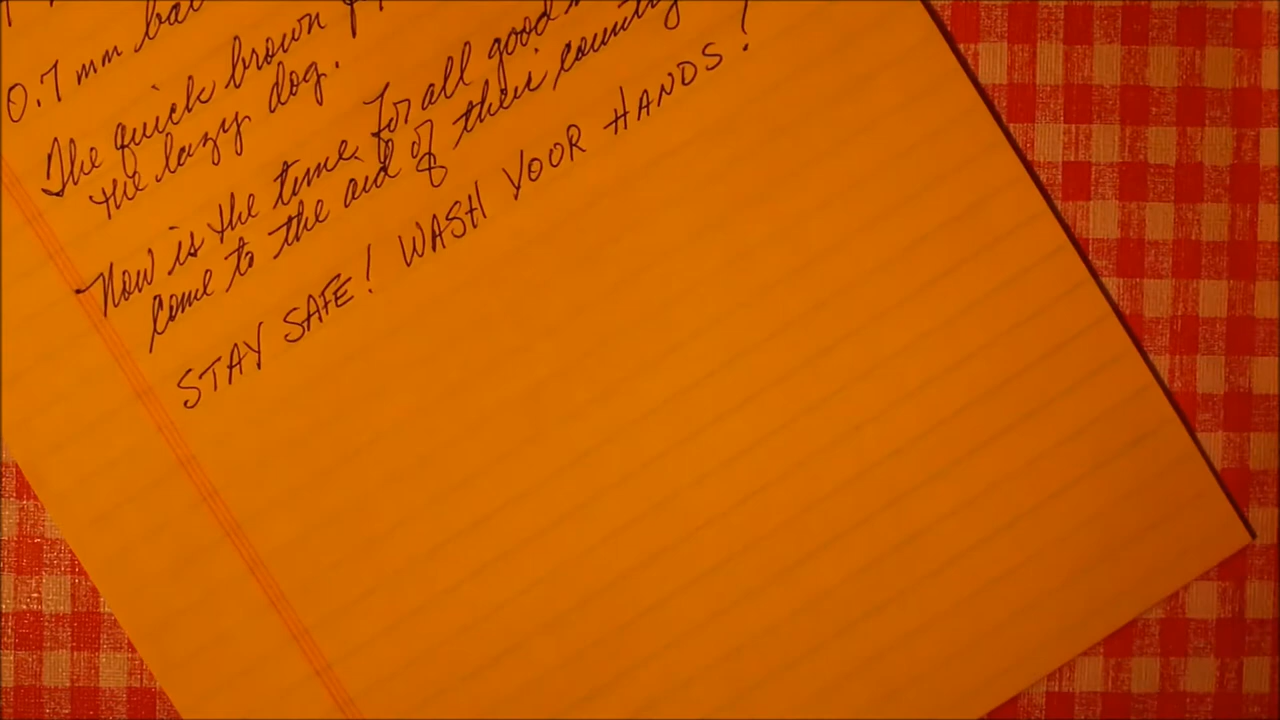 0.7 mm
The quick brown
the lazy dog.
Now is the time for all good
come to the aid of their country
STAY SAFE! WASH YOUR HANDS!